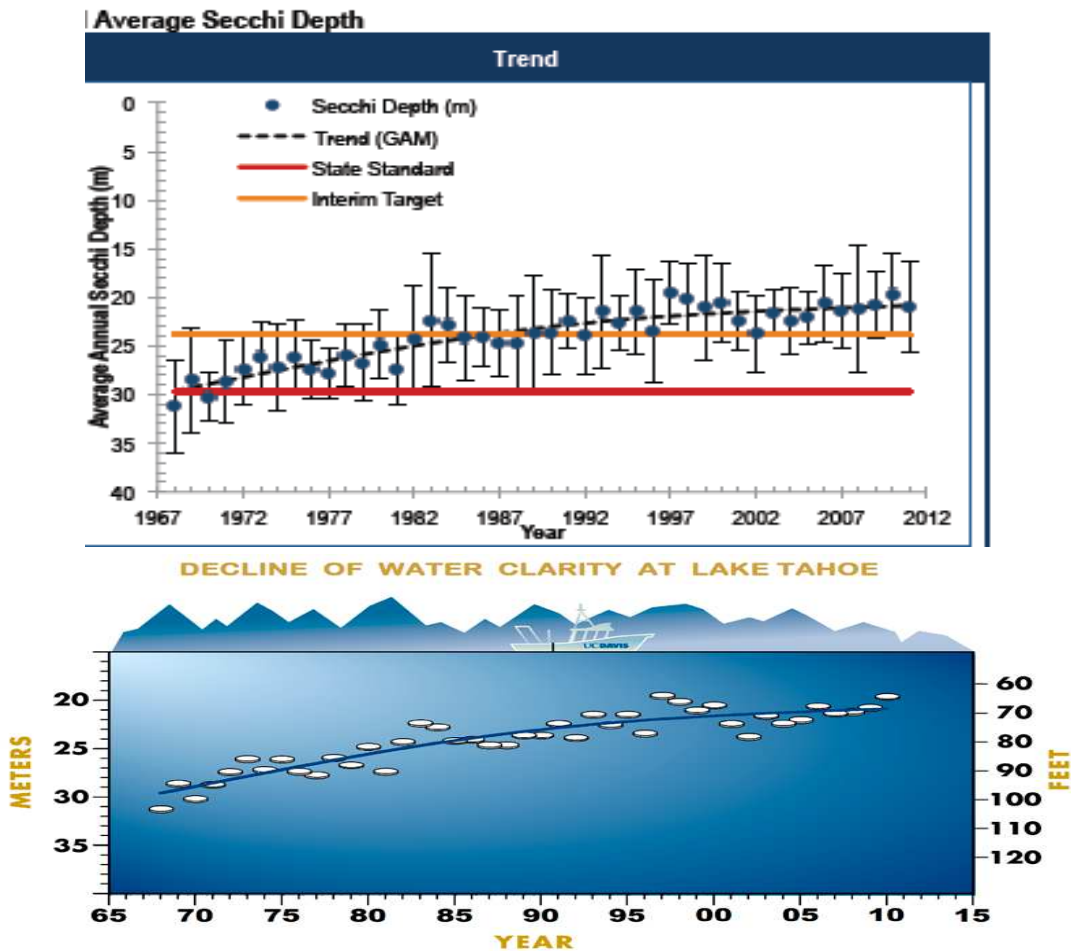 Average Secchi Depth
Trend
Secchi Depth (m)
Trend (GAM)
State Standard
Interim Target
Average Annual Secchi Depth (m)
0
5
10
15
20
25
30
35
40
1967 1972 1977 1982 1987 1992 1997 2002 2007 2012
Year
DECLINE OF WATER CLARITY AT LAKE TAHOE
UCDAVIS
METERS
20
25
30
35
60
70
80
90
100
110
120
FEET
65 70 75 80 85 90 95 00 05 10 15
YEAR